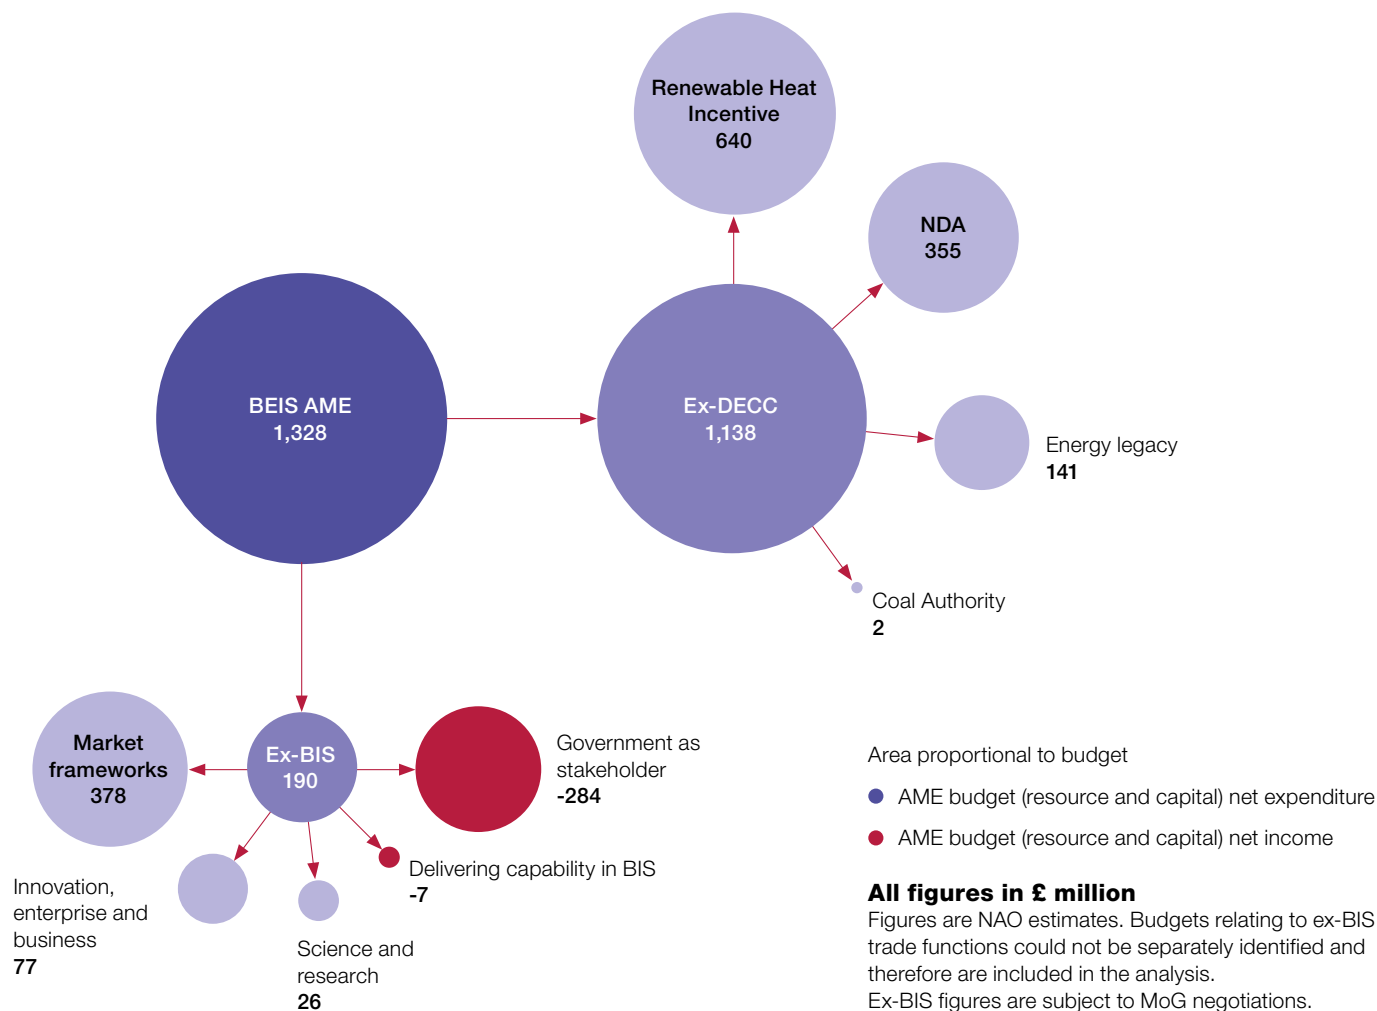 Renewable Heat
Incentive
640
NDA
355
BEIS AME
1,328
Ex-DECC
1,138
Energy legacy
141
Coal Authority
2
Market
frameworks
378
Ex-BIS
190
Government as
stakeholder
-284
Delivering capability in BIS
-7
Innovation,
enterprise and
business
77
Science and
research
26
Area proportional to budget
AME budget (resource and capital) net expenditure
AME budget (resource and capital) net income
All figures in £ million
Figures are NAO estimates. Budgets relating to ex-BIS
trade functions could not be separately identified and
therefore are included in the analysis.
Ex-BIS figures are subject to MoG negotiations.